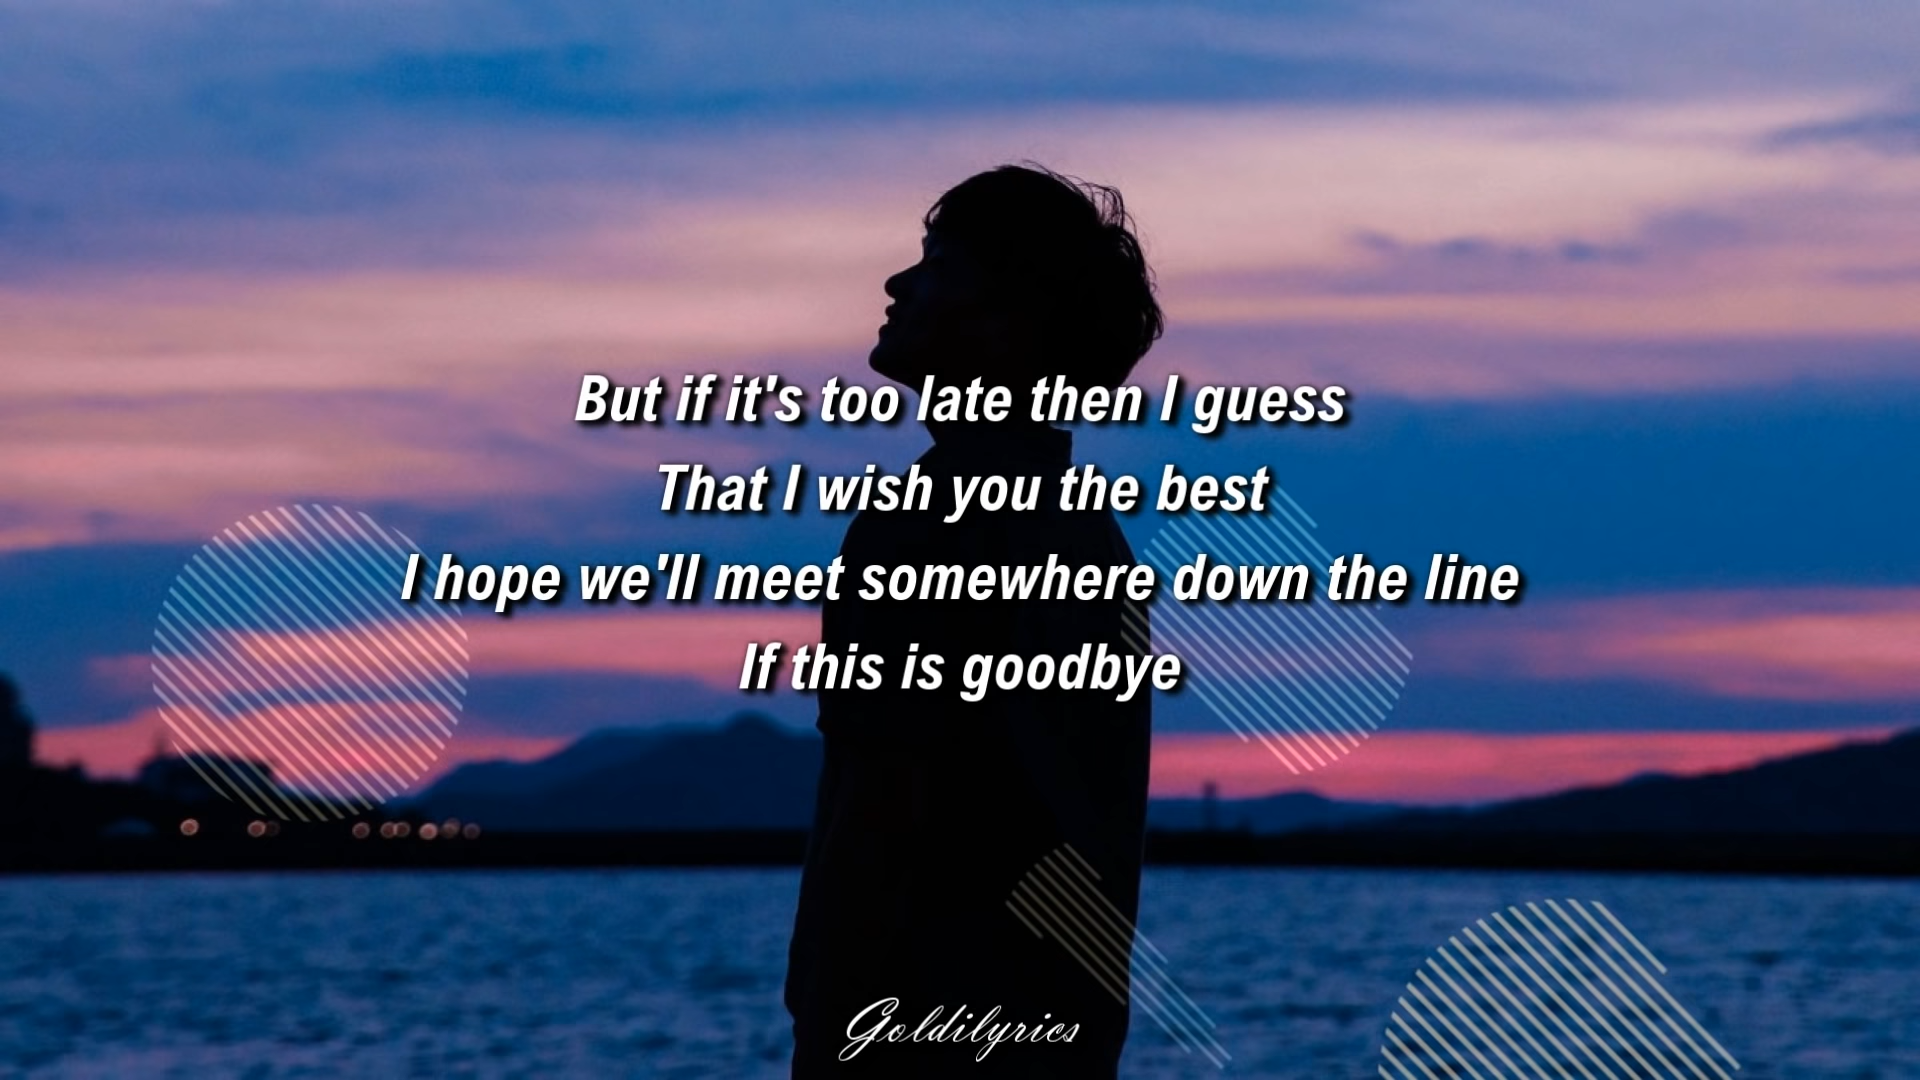 But if it's too late then I guess
That I wish you the best
I hope we'll meet somewhere down the line
If this is goodbye
Goldilyrics